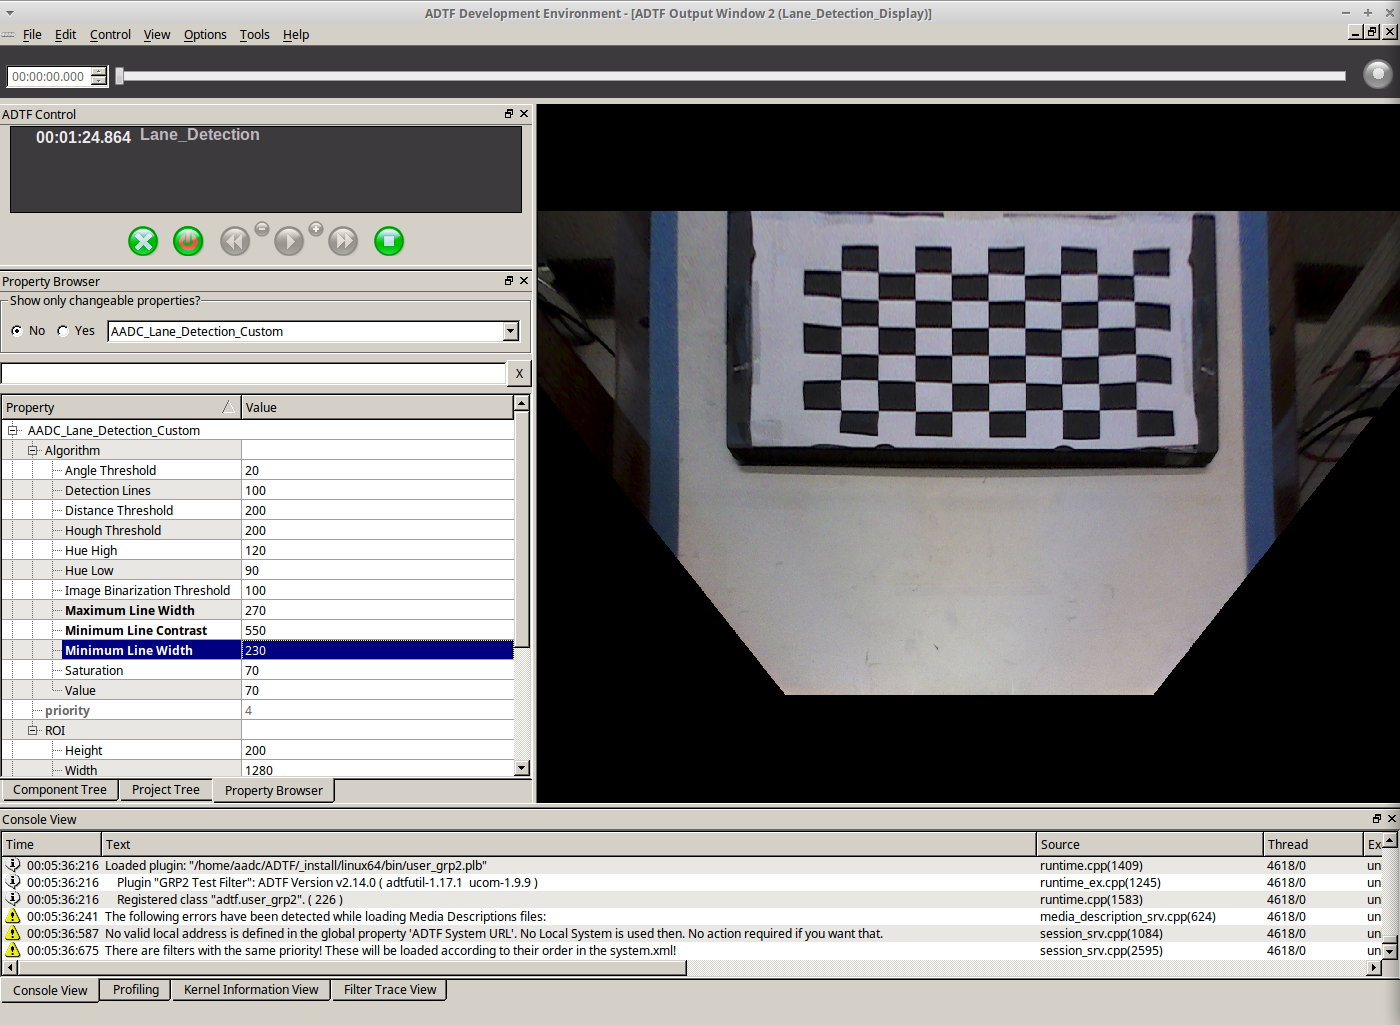 ADTF Development Environment - [ADTF Output Window 2 (Lane_Detection_Display)]
File Edit Control View Options Tools Help
00:00:00.000
ADTF Control
00:01:24.864 Lane_Detection
Property Browser
Show only changeable properties?
No Yes AADC_Lane_Detection_Custom
X
Property Value
AADC_Lane_Detection_Custom
Algorithm
Angle Threshold 20
Detection Lines 100
Distance Threshold 200
Hough Threshold 200
Hue High 120
Hue Low 90
Image Binarization Threshold 100
Maximum Line Width 270
Minimum Line Contrast 550
Minimum Line Width 230
Saturation 70
Value 70
priority 4
ROI
Height 200
Width 1280
Component Tree Project Tree Property Browser
Console View
Time Text Source Thread Ex
00:05:36:216 Loaded plugin: "/home/aadc/ADTF/_install/linux64/bin/user_grp2.plb" runtime.cpp(1409) 4618/0 un
00:05:36:216 Plugin "GRP2 Test Filter": ADTF Version v2.14.0 ( adtfutil-1.17.1 ucom-1.9.9 ) runtime_ex.cpp(1245) 4618/0 un
00:05:36:216 Registered class "adtf.user_grp2". ( 226 ) runtime.cpp(1583) 4618/0 un
00:05:36:241 The following errors have been detected while loading Media Descriptions files: media_description_srv.cpp(624) 4618/0 un
00:05:36:587 No valid local address is defined in the global property 'ADTF System URL'. No Local System is used then. No action required if you want that. session_srv.cpp(1084) 4618/0 un
00:05:36:675 There are filters with the same priority! These will be loaded according to their order in the system.xml! session_srv.cpp(2595) 4618/0 un
Console View Profiling Kernel Information View Filter Trace View